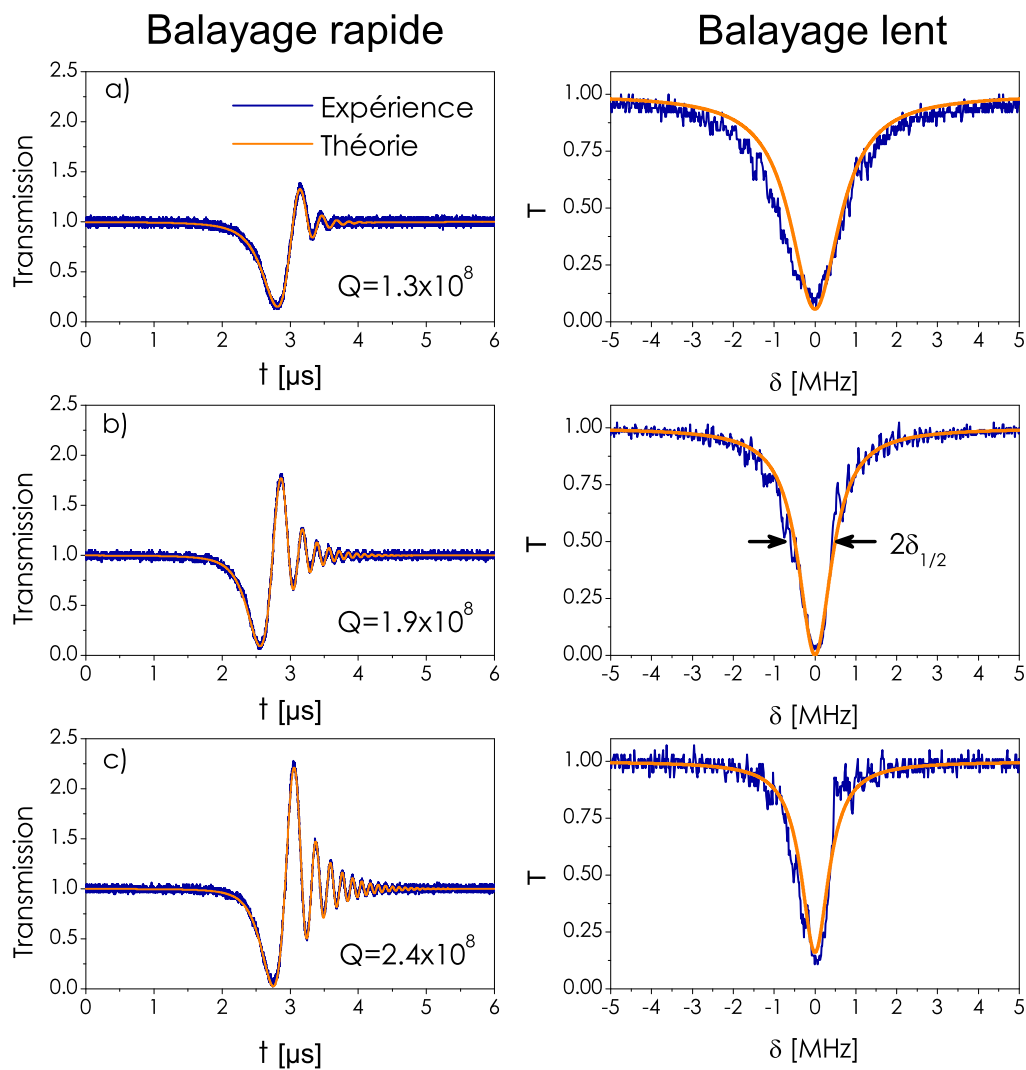 Balayage rapide
Balayage lent
a)
Expérience
Théorie
Transmission
2.5
2.0
1.5
1.0
0.5
0.0
Q=1.3x10^8
0 1 2 3 4 5 6
t [µs]
T
1.00
0.75
0.50
0.25
0.00
-5 -4 -3 -2 -1 0 1 2 3 4 5
δ [MHz]
b)
Transmission
2.5
2.0
1.5
1.0
0.5
0.0
Q=1.9x10^8
0 1 2 3 4 5 6
t [µs]
T
1.00
0.75
0.50
0.25
0.00
2δ_{1/2}
-5 -4 -3 -2 -1 0 1 2 3 4 5
δ [MHz]
c)
Transmission
2.5
2.0
1.5
1.0
0.5
0.0
Q=2.4x10^8
0 1 2 3 4 5 6
t [µs]
T
1.00
0.75
0.50
0.25
0.00
-5 -4 -3 -2 -1 0 1 2 3 4 5
δ [MHz]